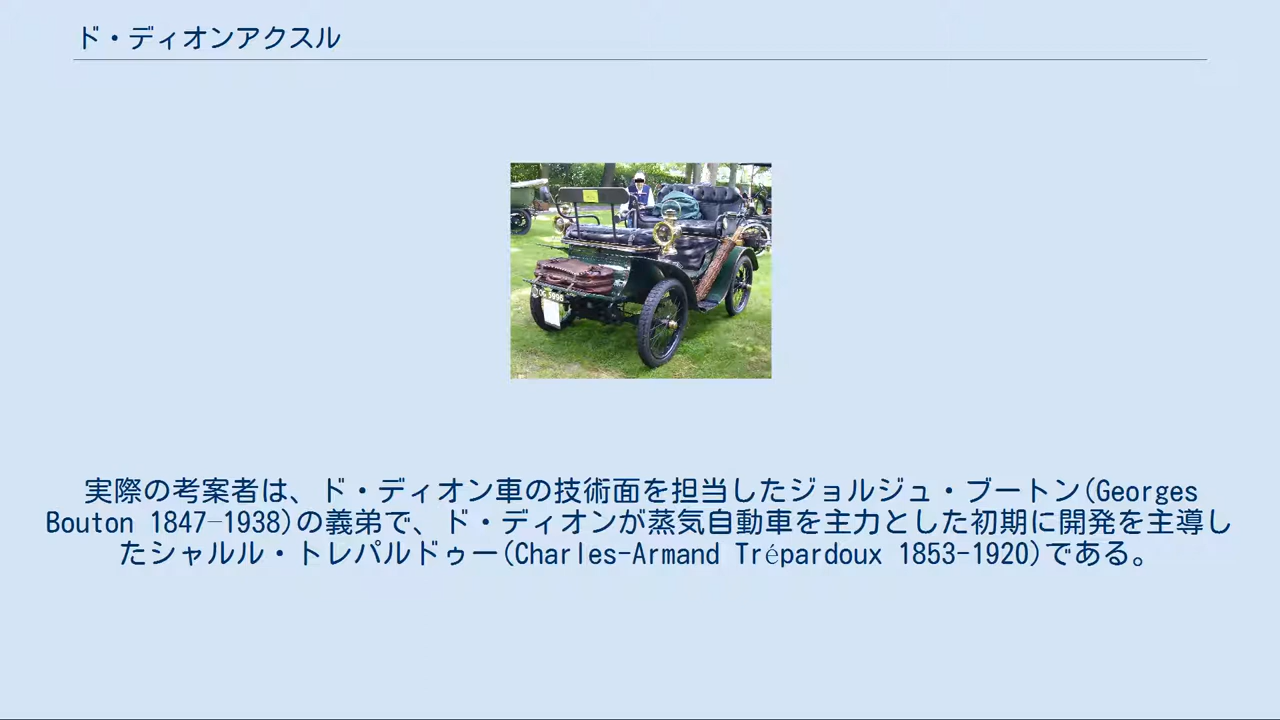 ド・ディオンアクスル
実際の考案者は、ド・ディオン車の技術面を担当したジョルジュ・ブートン(Georges
Bouton 1847–1938)の義弟で、ド・ディオンが蒸気自動車を主力とした初期に開発を主導し
たシャルル・トレパルドゥー(Charles-Armand Trépardoux 1853-1920)である。